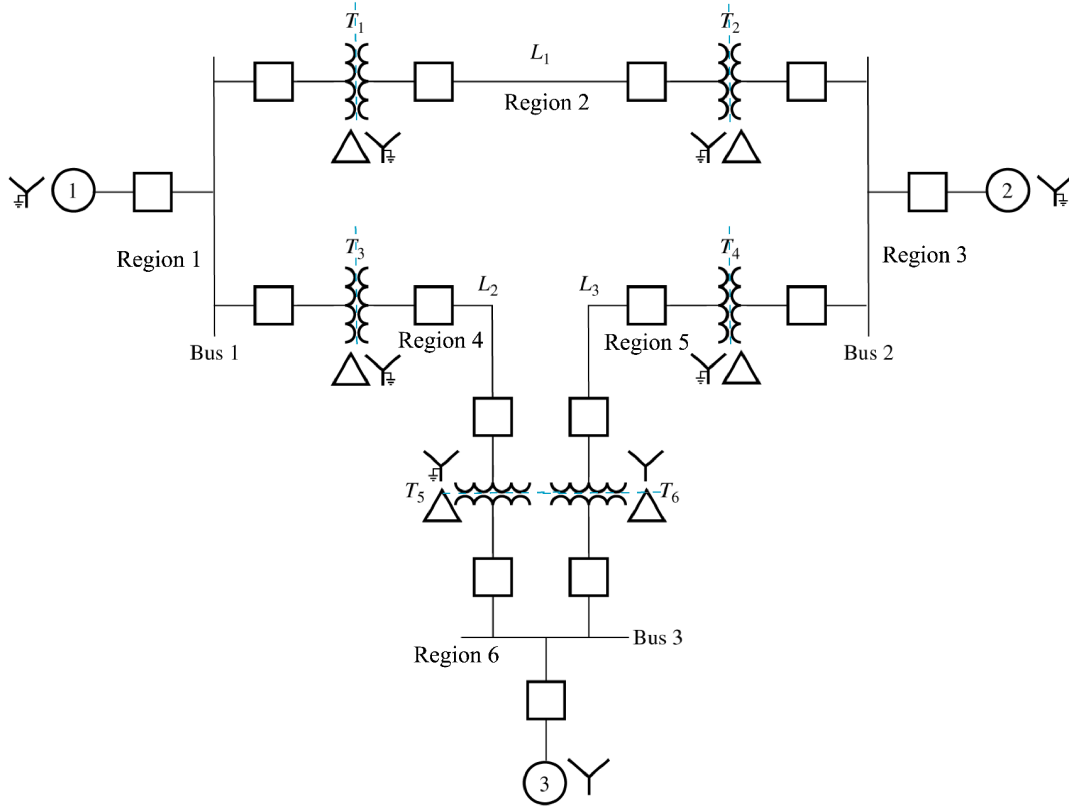 T1
T2
L1
Region 2
1
2
Region 1
Region 3
T3
T4
L2
L3
Region 4
Region 5
Bus 1
Bus 2
T5
T6
Bus 3
Region 6
3